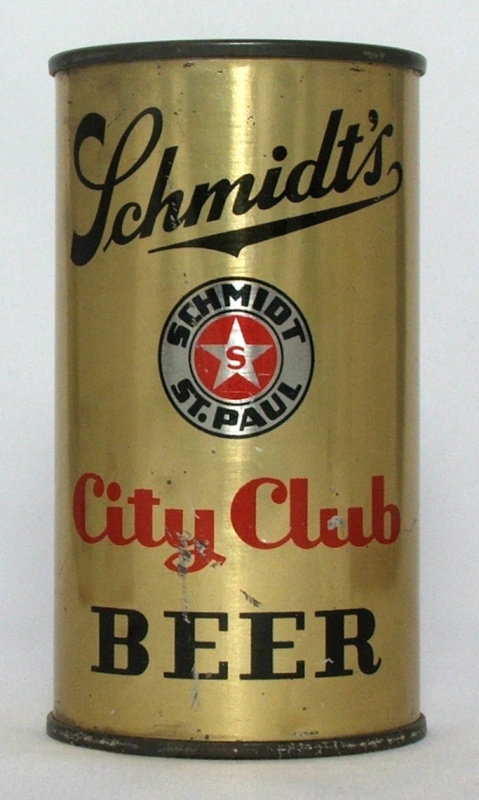 Schmidt's
SCHMIDT
S
ST. PAUL
City Club
BEER